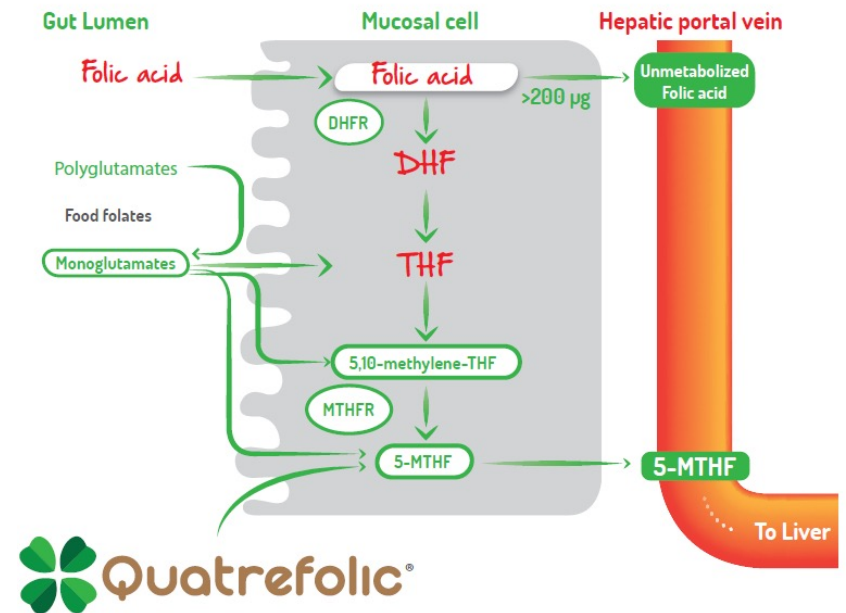 Gut Lumen
Mucosal cell
Hepatic portal vein
Folic acid
Folic acid
>200 µg
Unmetabolized
Folic acid
DHFR
DHF
Polyglutamates
Food folates
Monoglutamates
THF
5,10-methylene-THF
MTHFR
5-MTHF
5-MTHF
To Liver
Quatrefolic®